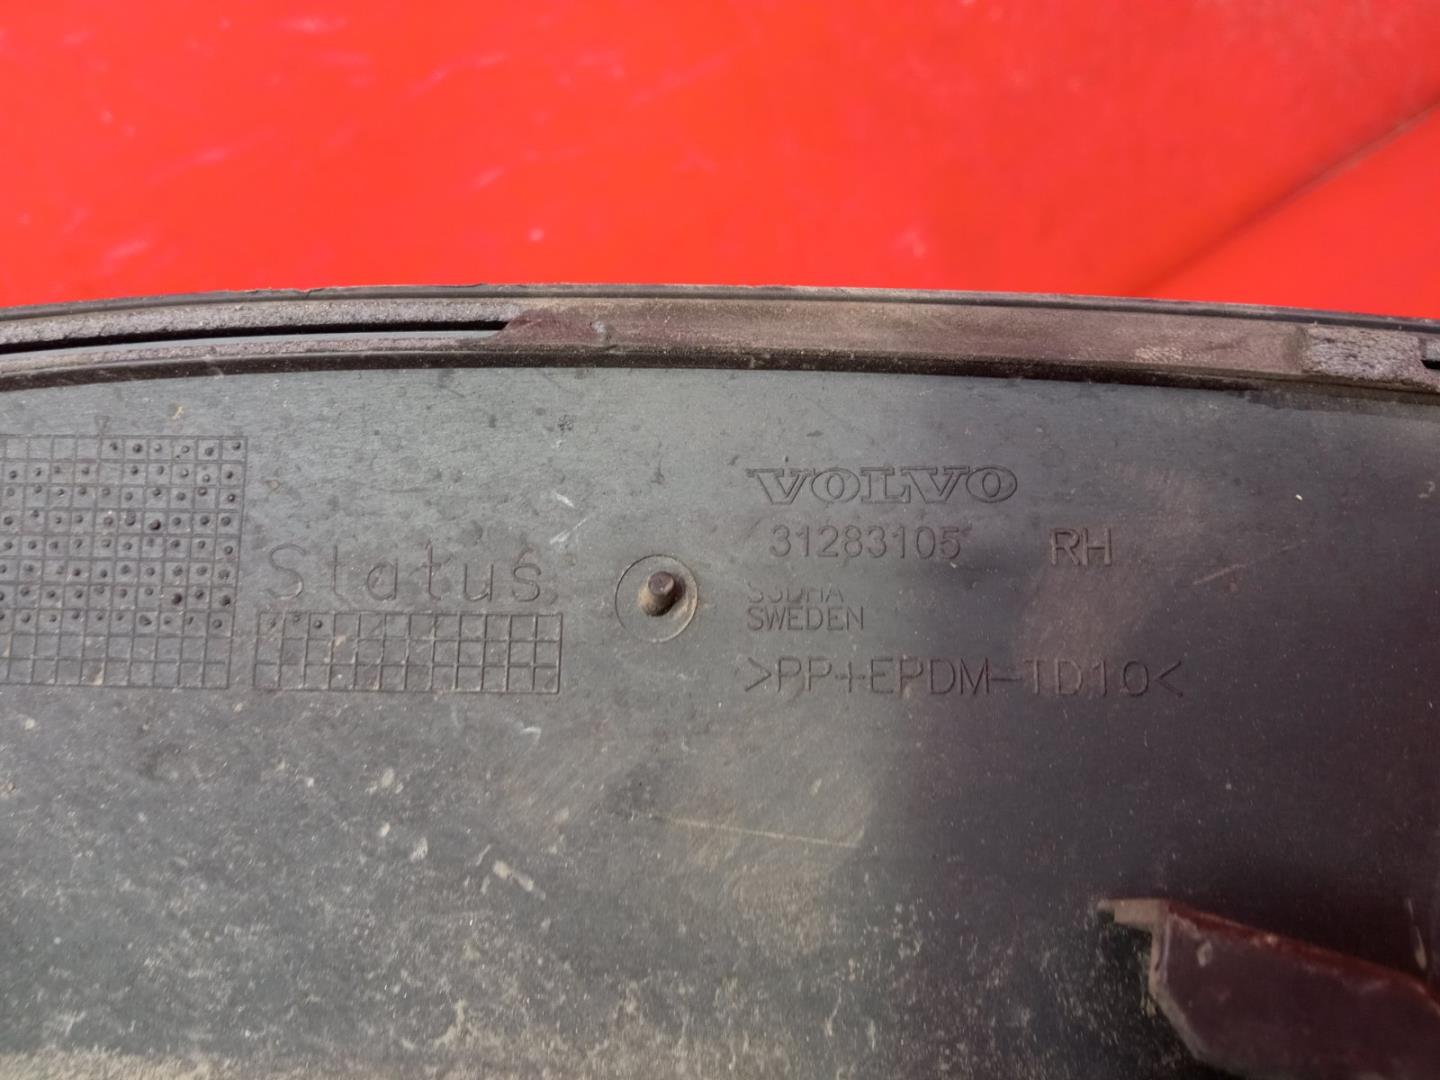 VOLVO
31283105 RH
SWEDEN
>PP+EPDM-TD10<
Status